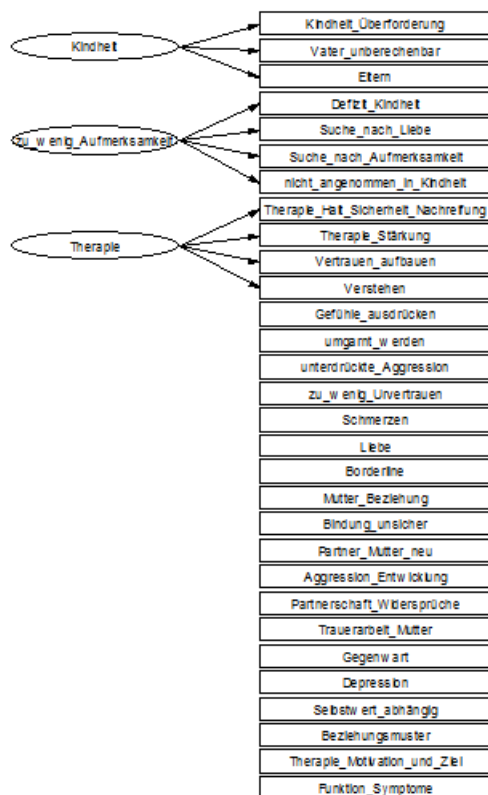 Kindheit
Kindheit_Überforderung
Vater_unberechenbar
Eltern
zu_wenig_Aufmerksamkeit
Defizit_Kindheit
Suche_nach_Liebe
Suche_nach_Aufmerksamkeit
nicht_angenommen_in_Kindheit
Therapie
Therapie_Halt_Sicherheit_Nachreifung
Therapie_Stärkung
Vertrauen_aufbauen
Verstehen
Gefühle_ausdrücken
umgarnt_werden
unterdrückte_Aggression
zu_wenig_Urvertrauen
Schmerzen
Liebe
Borderline
Mutter_Beziehung
Bindung_unsicher
Partner_Mutter_neu
Aggression_Entwicklung
Partnerschaft_Widersprüche
Trauerarbeit_Mutter
Gegenwart
Depression
Selbstwert_abhängig
Beziehungsmuster
Therapie_Motivation_und_Ziel
Funktion_Symptome